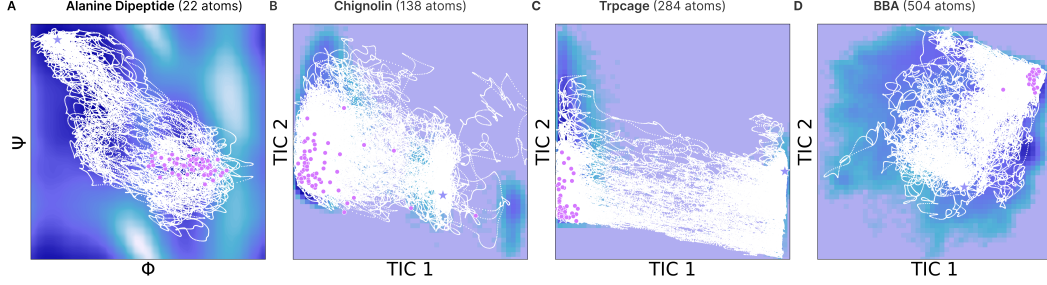 A Alanine Dipeptide (22 atoms)
Ψ
Φ
B Chignolin (138 atoms)
TIC 2
TIC 1
C Trpcage (284 atoms)
TIC 2
TIC 1
D BBA (504 atoms)
TIC 2
TIC 1